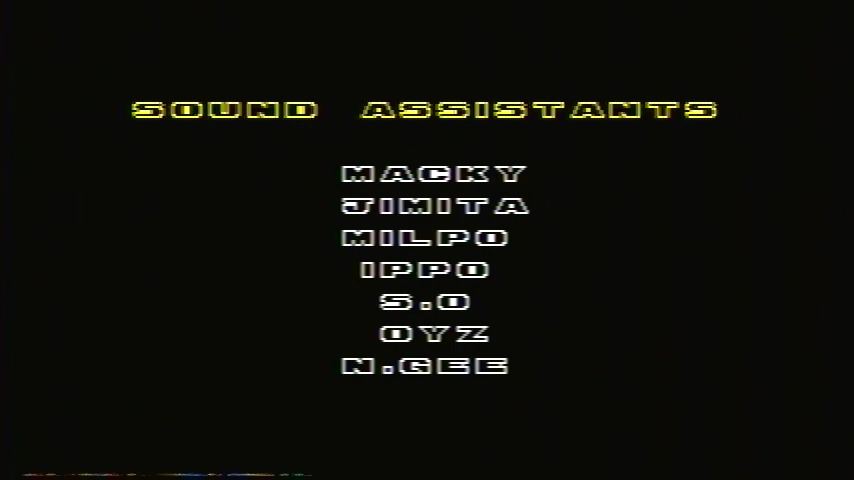 SOUND ASSISTANTS
MACKY
JIMITA
MILPO
IPPO
S.O
OYZ
N.GEE